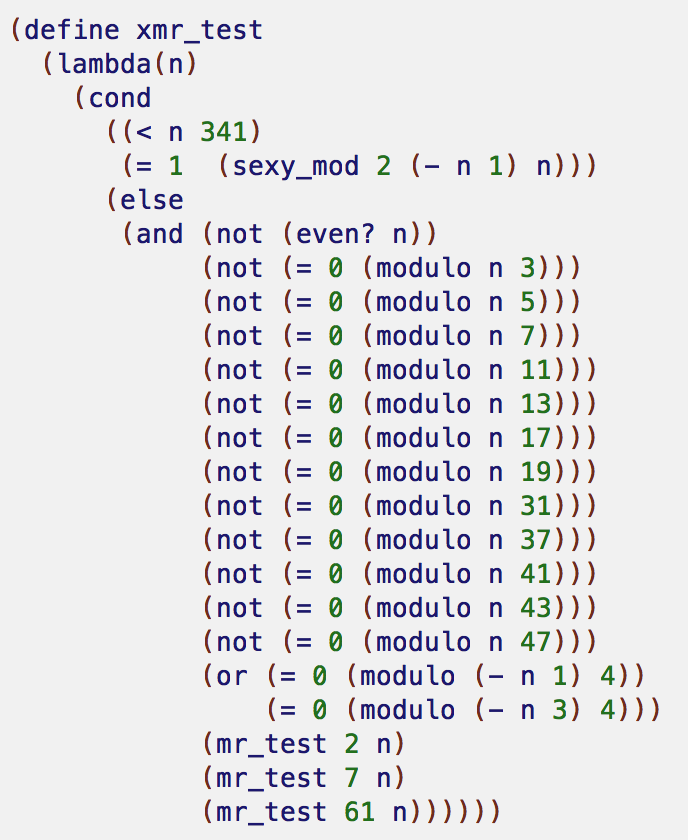 (define xmr_test
  (lambda(n)
    (cond
      ((< n 341)
       (= 1  (sexy_mod 2 (- n 1) n)))
      (else
       (and (not (even? n))
            (not (= 0 (modulo n 3)))
            (not (= 0 (modulo n 5)))
            (not (= 0 (modulo n 7)))
            (not (= 0 (modulo n 11)))
            (not (= 0 (modulo n 13)))
            (not (= 0 (modulo n 17)))
            (not (= 0 (modulo n 19)))
            (not (= 0 (modulo n 31)))
            (not (= 0 (modulo n 37)))
            (not (= 0 (modulo n 41)))
            (not (= 0 (modulo n 43)))
            (not (= 0 (modulo n 47)))
            (or (= 0 (modulo (- n 1) 4))
                (= 0 (modulo (- n 3) 4)))
            (mr_test 2 n)
            (mr_test 7 n)
            (mr_test 61 n))))))